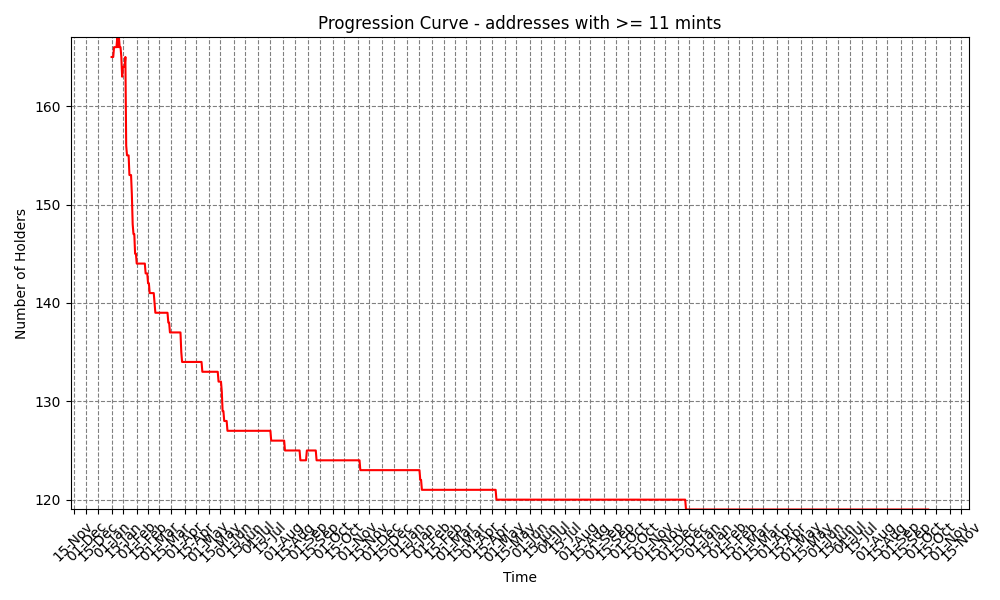 Progression Curve - addresses with >= 11 mints
Number of Holders
160
150
140
130
120
15-Nov
01-Dec
15-Dec
01-Jan
15-Jan
01-Feb
15-Feb
01-Mar
15-Mar
01-Apr
15-Apr
01-May
15-May
01-Jun
15-Jun
01-Jul
15-Jul
01-Aug
15-Aug
01-Sep
15-Sep
01-Oct
15-Oct
01-Nov
15-Nov
01-Dec
15-Dec
01-Jan
15-Jan
01-Feb
15-Feb
01-Mar
15-Mar
01-Apr
15-Apr
01-May
15-May
01-Jun
15-Jun
01-Jul
15-Jul
01-Aug
15-Aug
01-Sep
15-Sep
01-Oct
15-Oct
01-Nov
15-Nov
01-Dec
15-Dec
01-Jan
15-Jan
01-Feb
15-Feb
01-Mar
15-Mar
01-Apr
15-Apr
01-May
15-May
01-Jun
15-Jun
01-Jul
15-Jul
01-Aug
15-Aug
01-Sep
15-Sep
01-Oct
15-Oct
01-Nov
15-Nov
Time